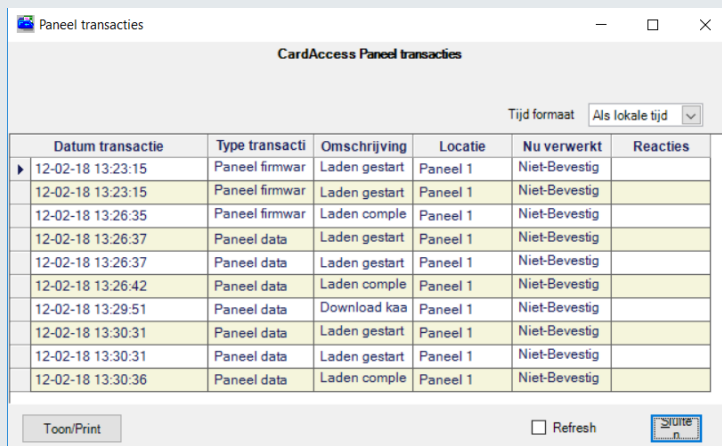 Paneel transacties
CardAccess Paneel transacties
Tijd formaat Als lokale tijd
Datum transactie Type transacti Omschrijving Locatie Nu verwerkt Reacties
12-02-18 13:23:15 Paneel firmwar Laden gestart Paneel 1 Niet-Bevestig
12-02-18 13:23:15 Paneel firmwar Laden gestart Paneel 1 Niet-Bevestig
12-02-18 13:26:35 Paneel firmwar Laden comple Paneel 1 Niet-Bevestig
12-02-18 13:26:37 Paneel data Laden gestart Paneel 1 Niet-Bevestig
12-02-18 13:26:37 Paneel data Laden gestart Paneel 1 Niet-Bevestig
12-02-18 13:26:42 Paneel data Laden comple Paneel 1 Niet-Bevestig
12-02-18 13:29:51 Paneel data Download kaa Paneel 1 Niet-Bevestig
12-02-18 13:30:31 Paneel data Laden gestart Paneel 1 Niet-Bevestig
12-02-18 13:30:31 Paneel data Laden gestart Paneel 1 Niet-Bevestig
12-02-18 13:30:36 Paneel data Laden comple Paneel 1 Niet-Bevestig
Toon/Print Refresh Sluite
n